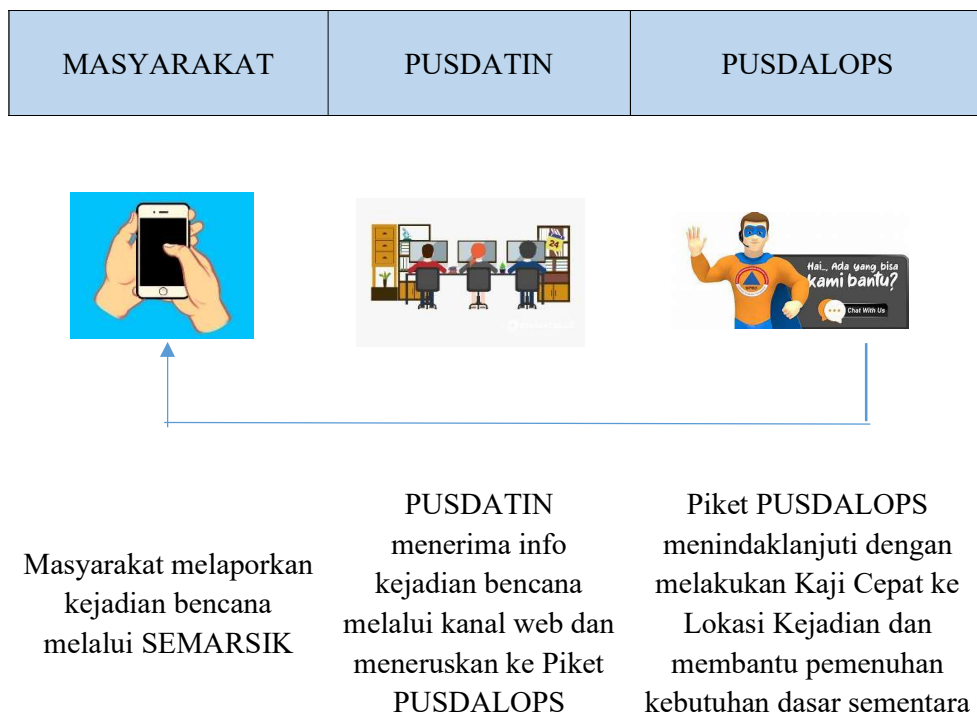 MASYARAKAT
PUSDATIN
PUSDALOPS
24
Hai.., Ada yang bisa
kami bantu?
Chat With Us
Masyarakat melaporkan
kejadian bencana
melalui SEMARSIK
PUSDATIN
menerima info
kejadian bencana
melalui kanal web dan
meneruskan ke Piket
PUSDALOPS
Piket PUSDALOPS
menindaklanjuti dengan
melakukan Kaji Cepat ke
Lokasi Kejadian dan
membantu pemenuhan
kebutuhan dasar sementara